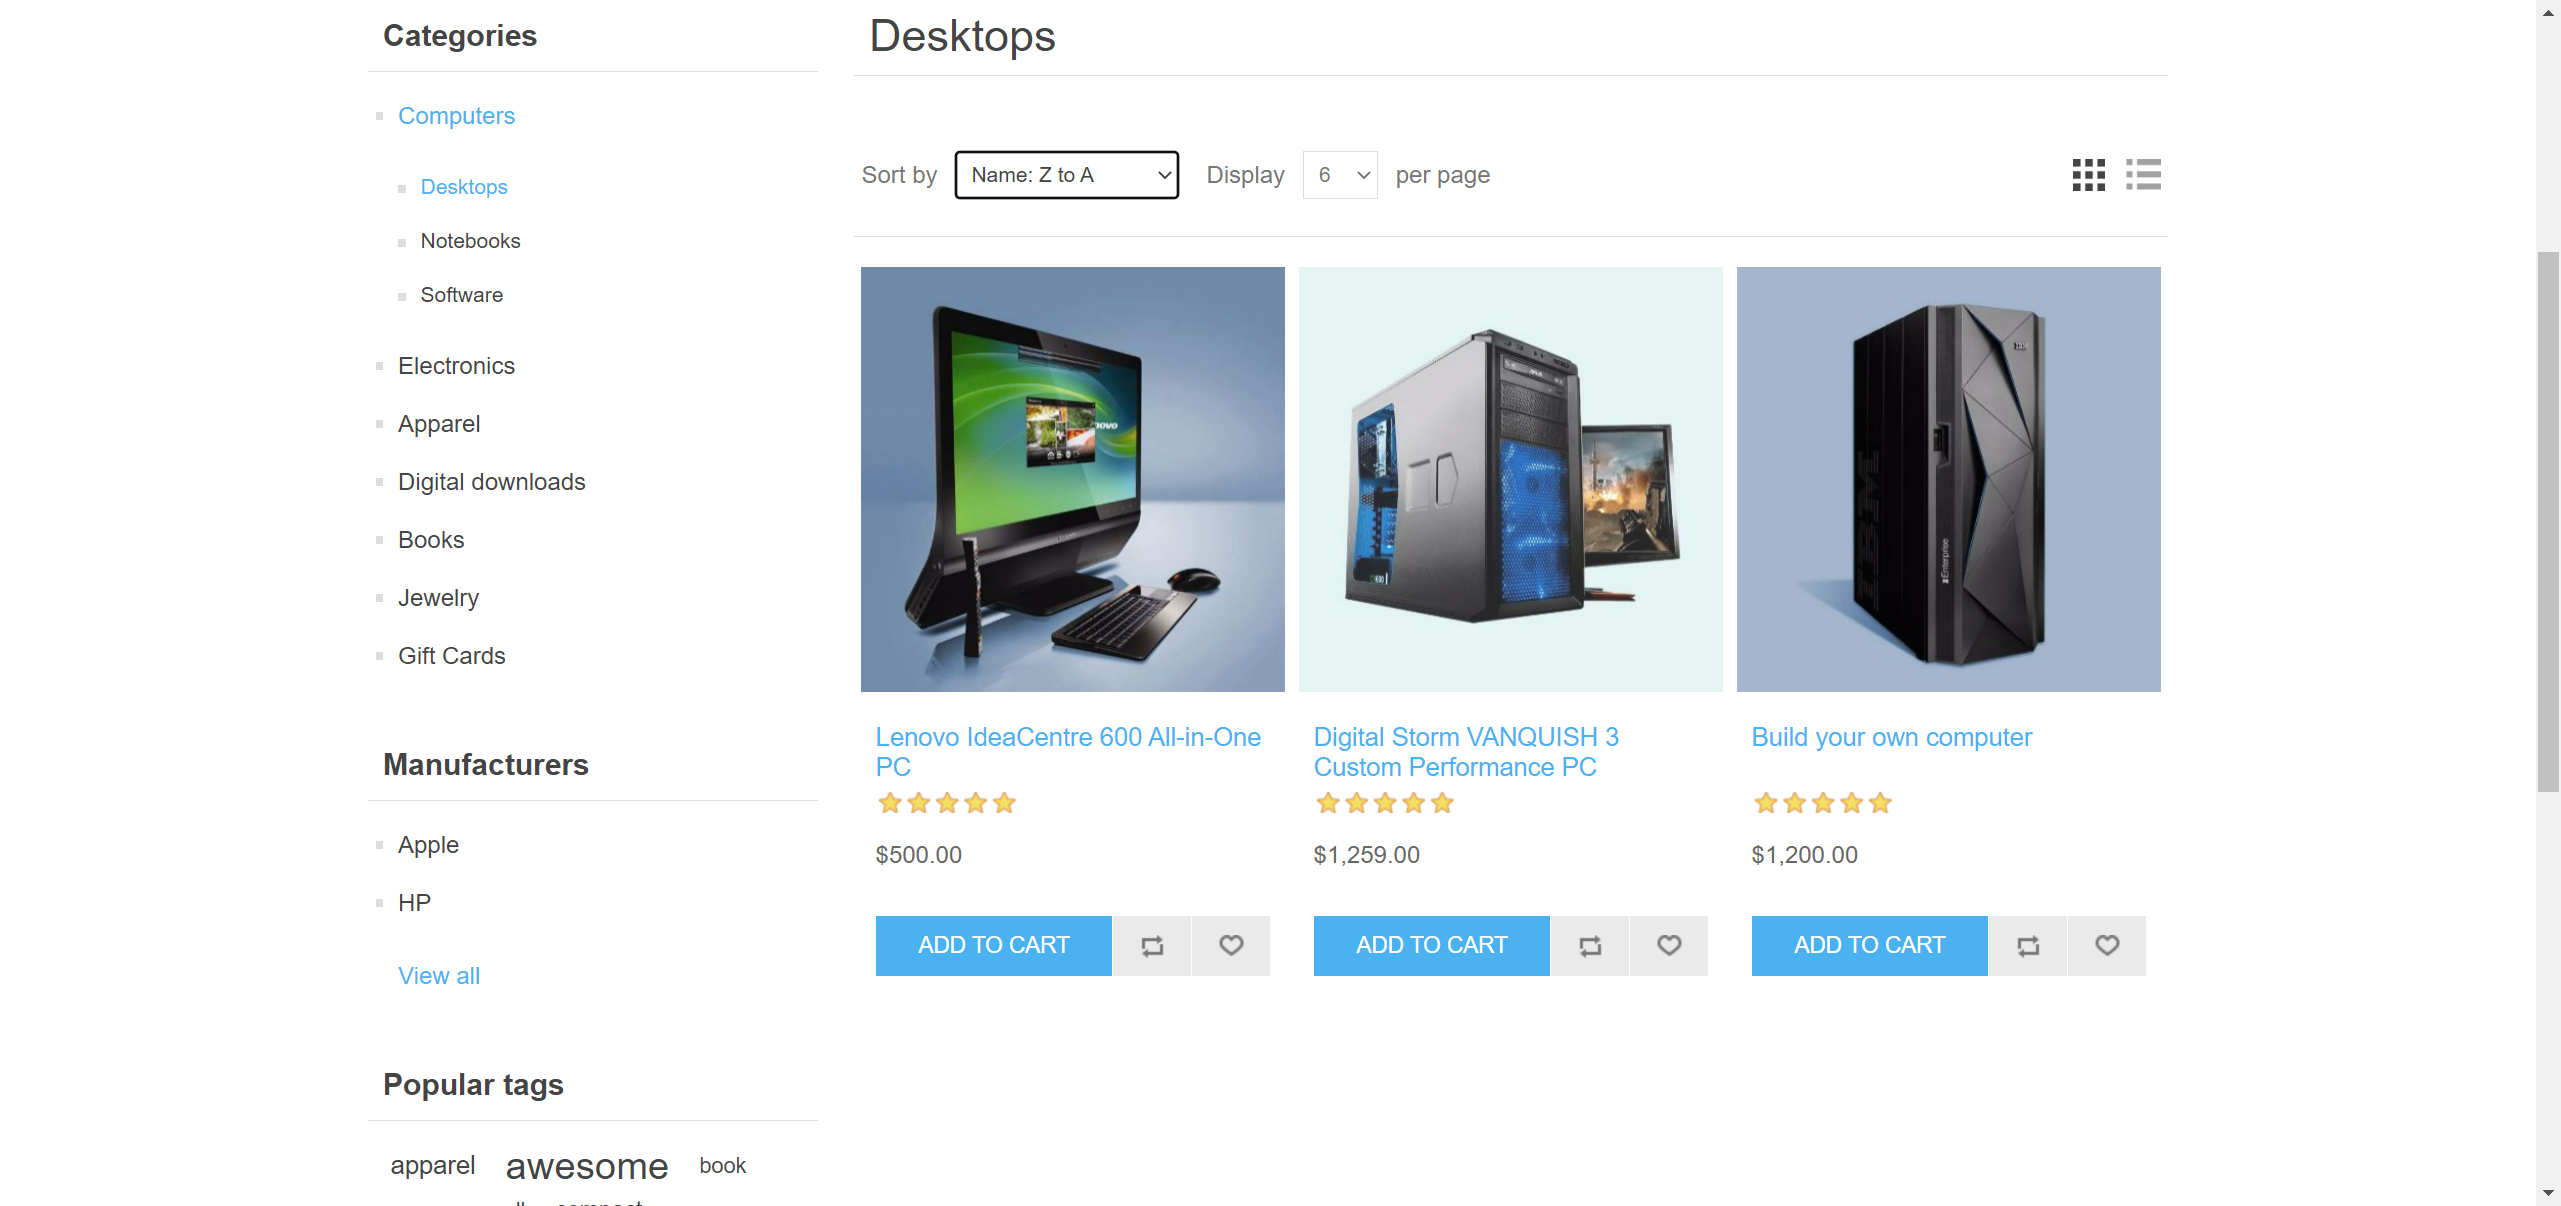 Categories
Computers
Desktops
Notebooks
Software
Electronics
Apparel
Digital downloads
Books
Jewelry
Gift Cards
Manufacturers
Apple
HP
View all
Popular tags
apparel awesome book
Desktops
Sort by Name: Z to A Display 6 per page
Lenovo IdeaCentre 600 All-in-One
PC
$500.00
ADD TO CART
Digital Storm VANQUISH 3
Custom Performance PC
$1,259.00
ADD TO CART
IBM
IBM
Enterprise
Build your own computer
$1,200.00
ADD TO CART